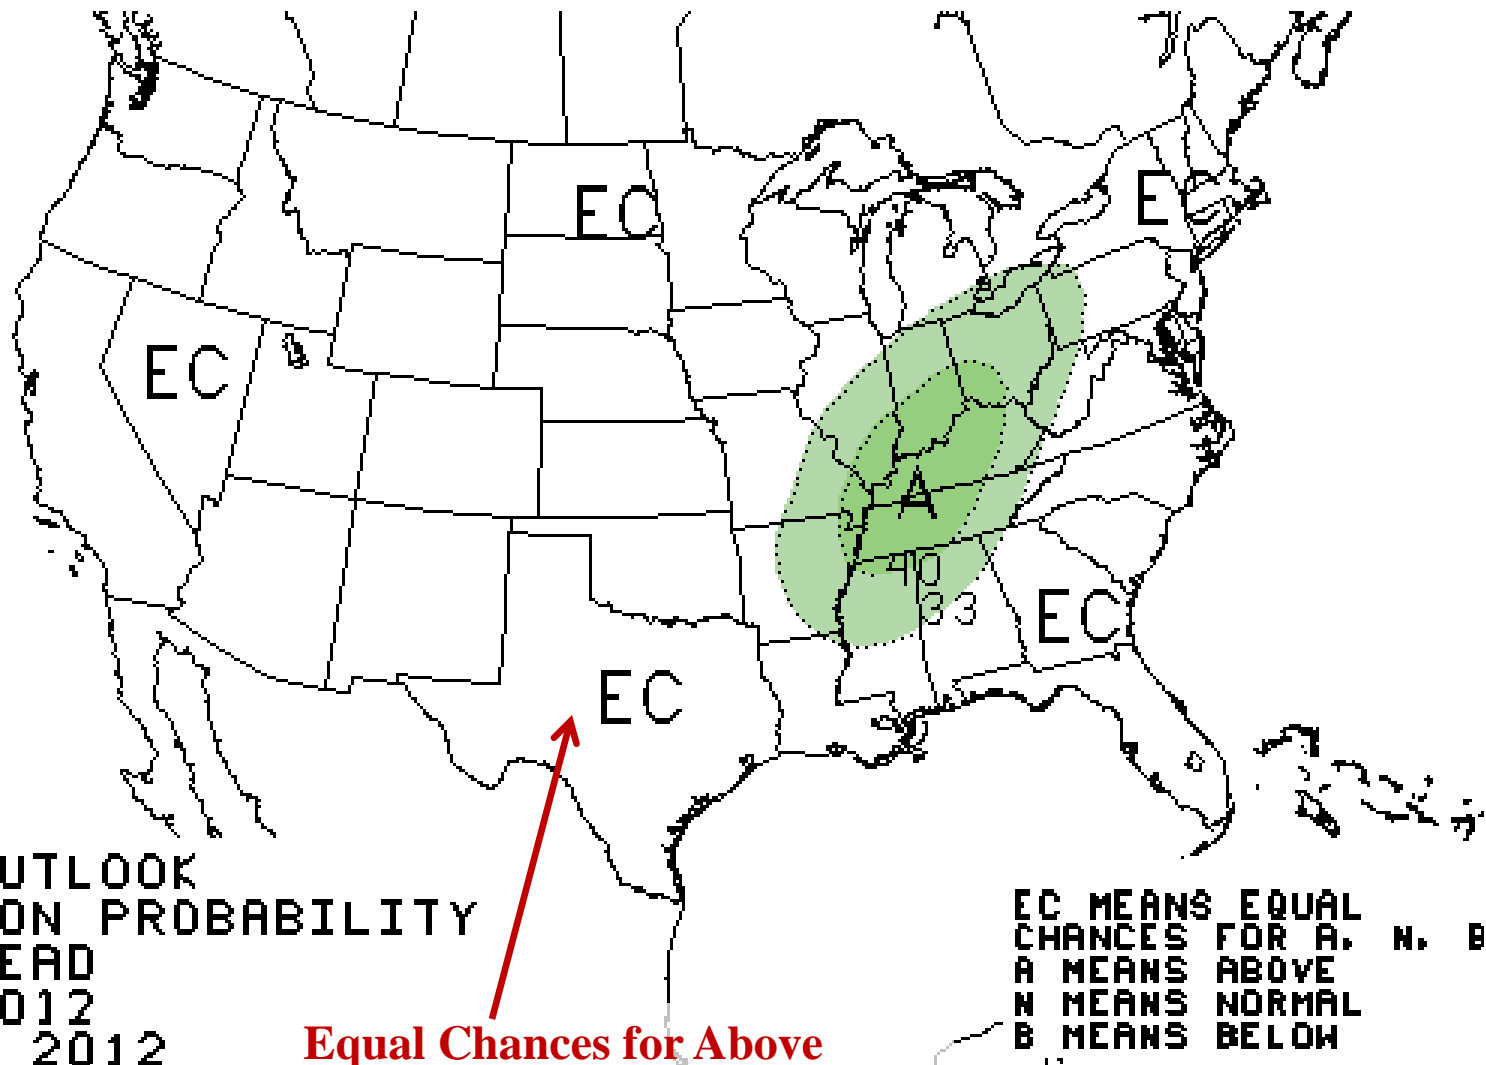 EC
E
EC
A
40
33
EC
EC
UTLOOK
ON PROBABILITY
EAD
012
2012
EC MEANS EQUAL
CHANCES FOR A, N, B
A MEANS ABOVE
N MEANS NORMAL
B MEANS BELOW
Equal Chances for Above